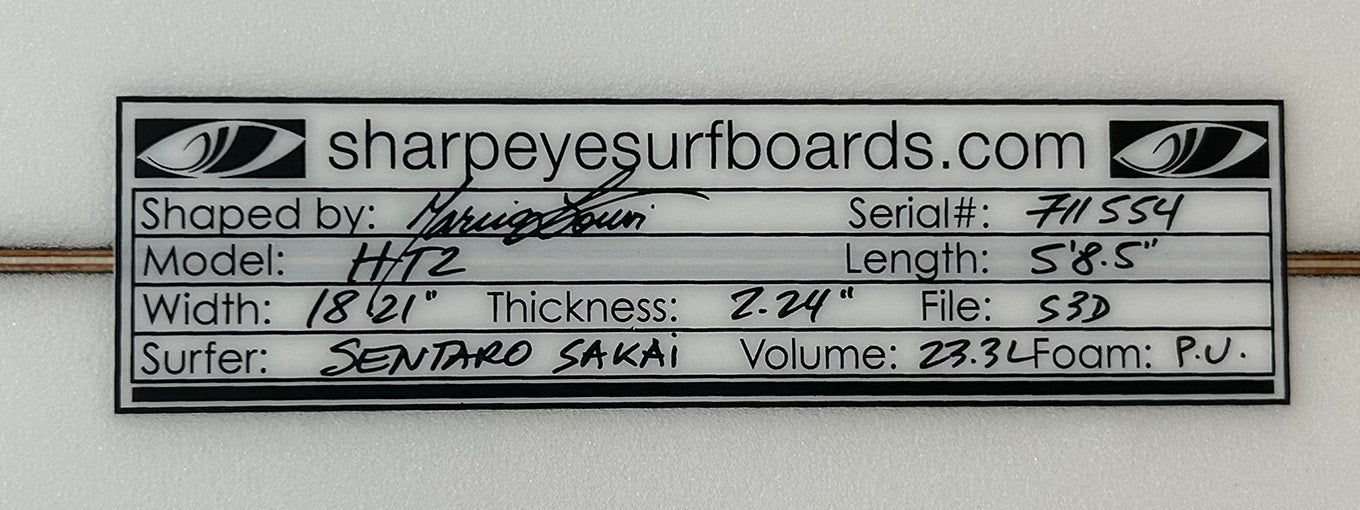 sharpeyesurfboards.com
Shaped by: Serial#: 711554
Model: HT2 Length: 5'8.5"
Width: 18.21" Thickness: 2.24" File: S3D
Surfer: SENTARO SAKAI Volume: 23.3L Foam: P.U.